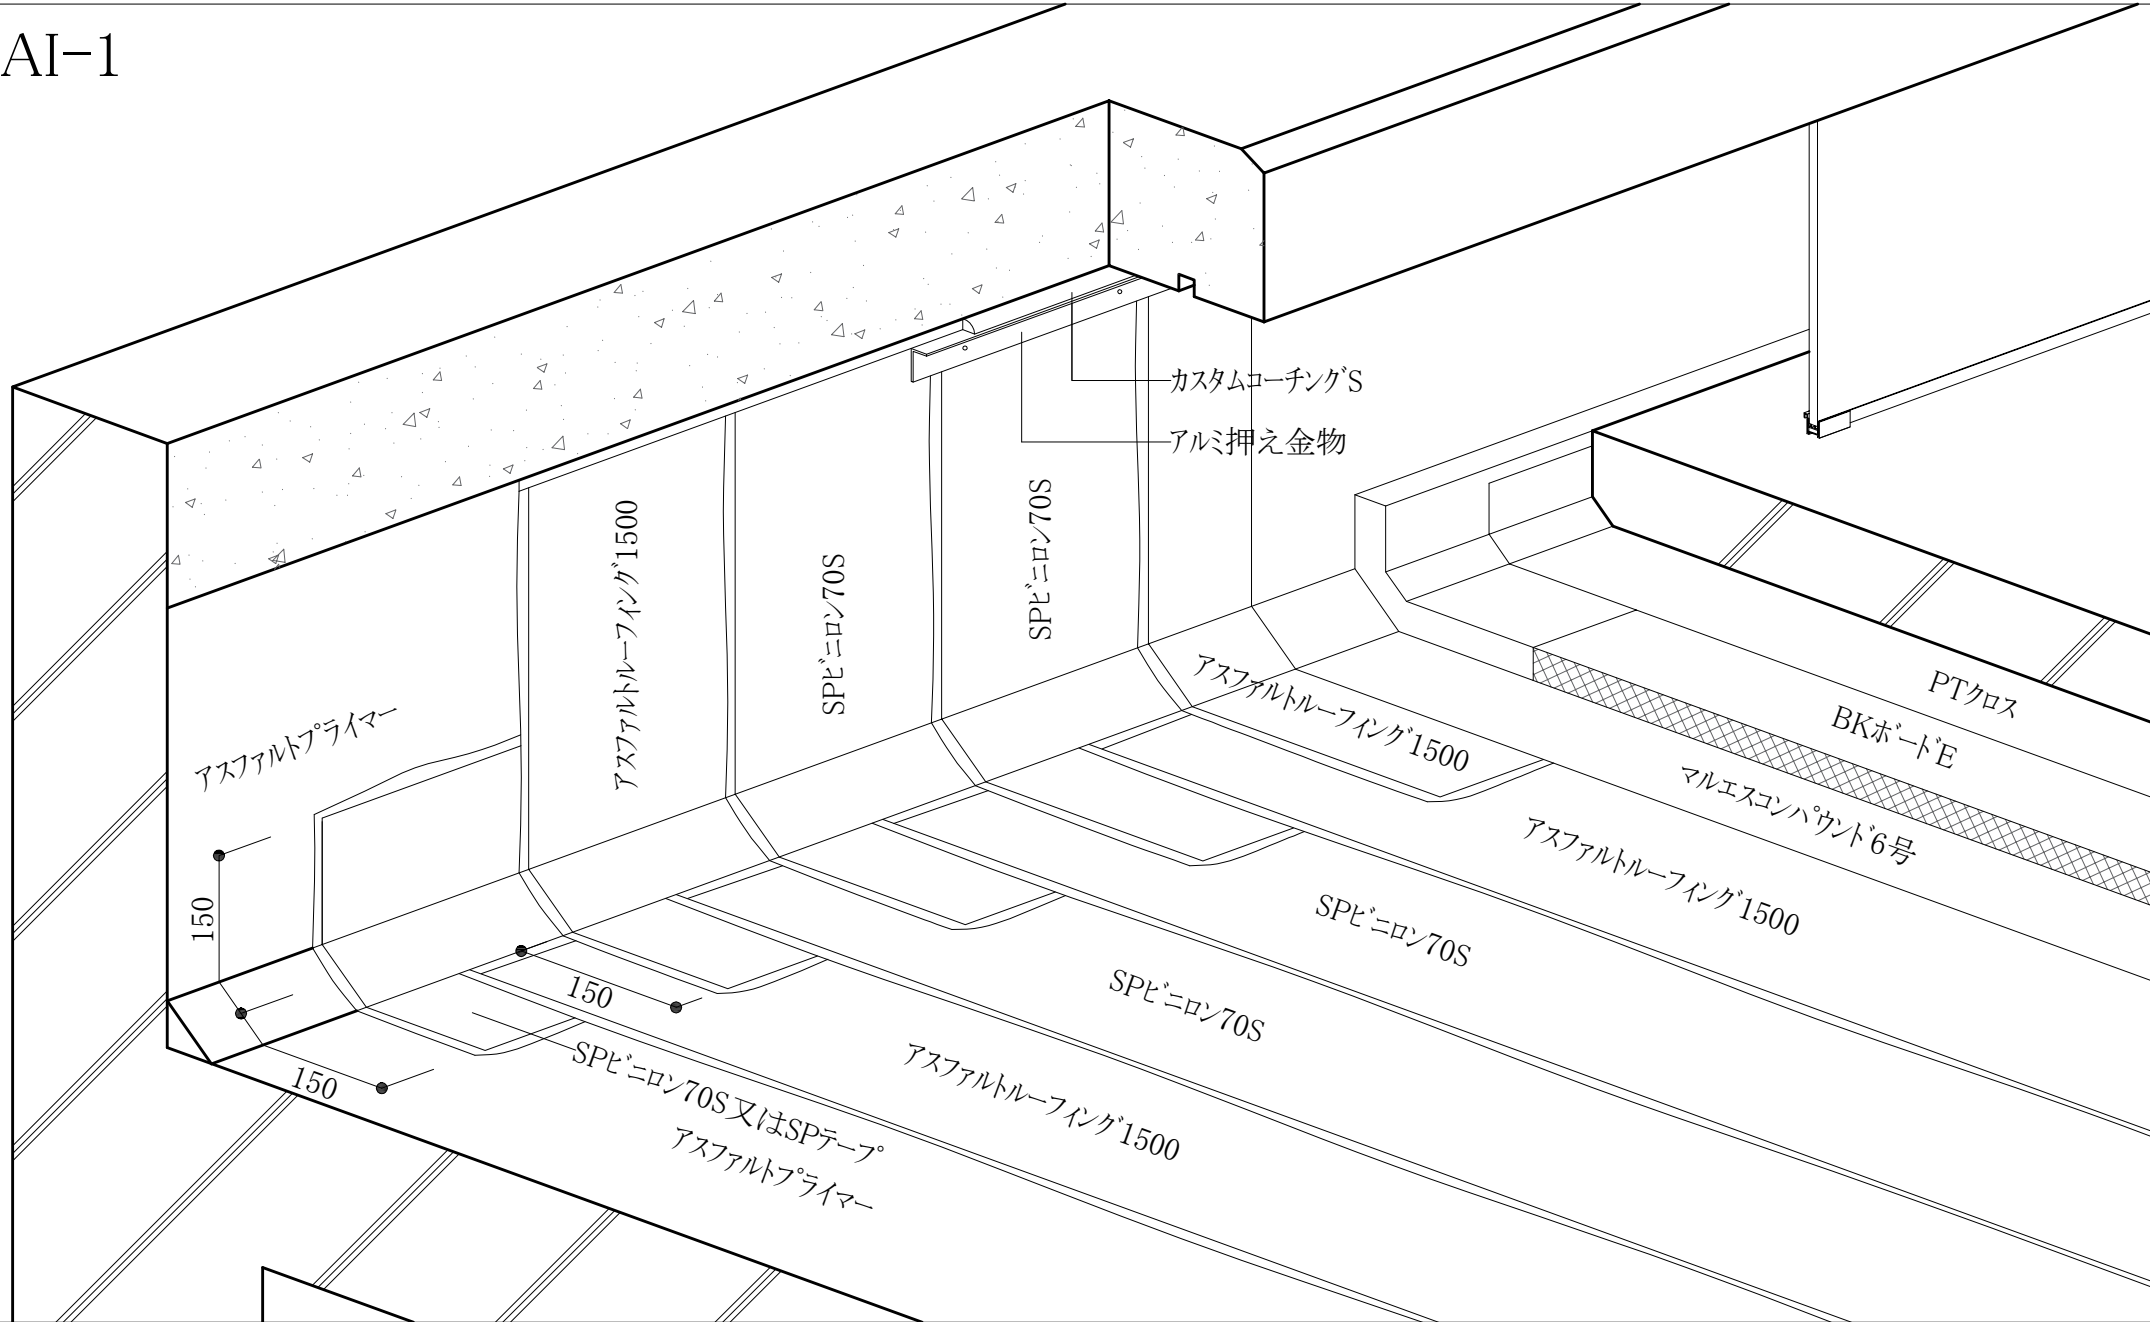 AI-1
カスタムコーチングS
アルミ押え金物
アスファルトルーフィング1500
SPビニロン70S
SPビニロン70S
アスファルトプライマー
150
150
150
アスファルトルーフィング1500
PTクロス
BKボードE
マルエスコンパウンド6号
アスファルトルーフィング1500
SPビニロン70S
SPビニロン70S
アスファルトルーフィング1500
SPビニロン70S又はSPテープ
アスファルトプライマー